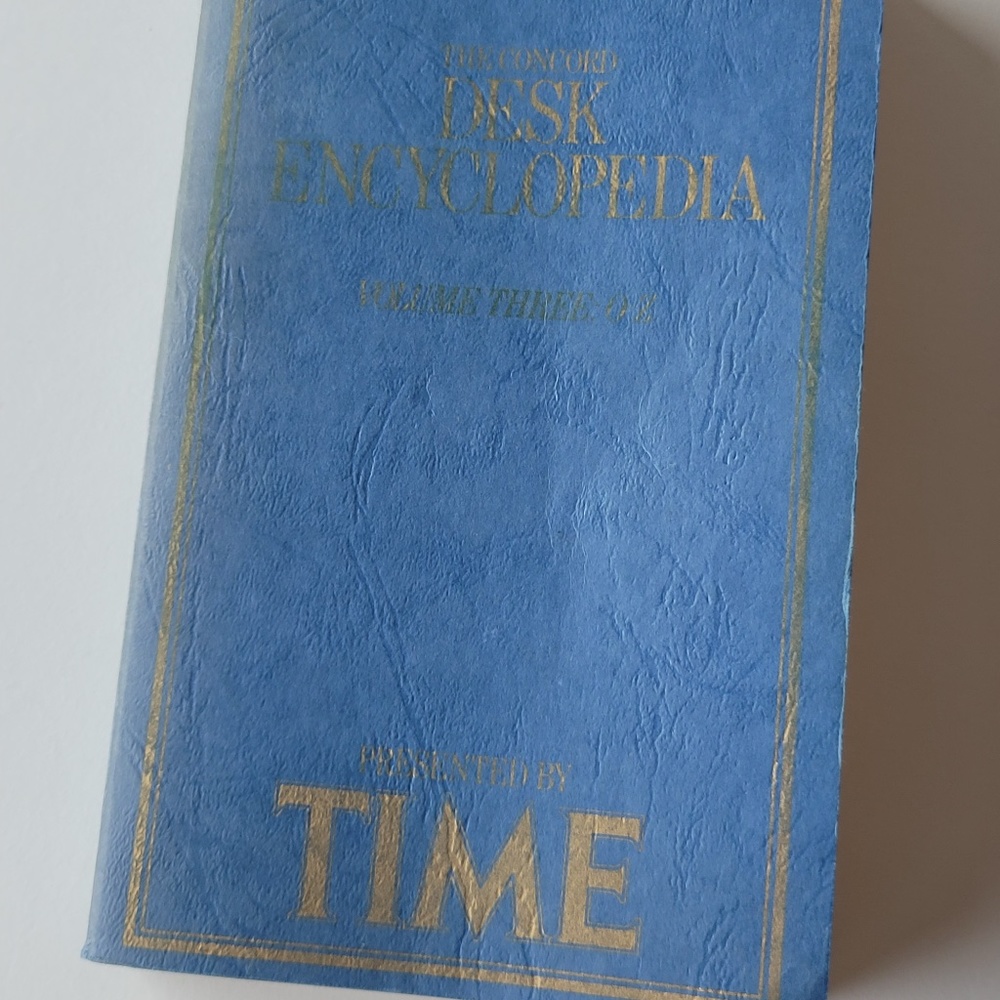 THE CONCORD
DESK
ENCYCLOPEDIA
VOLUME THREE: O-Z
PRESENTED BY
TIME